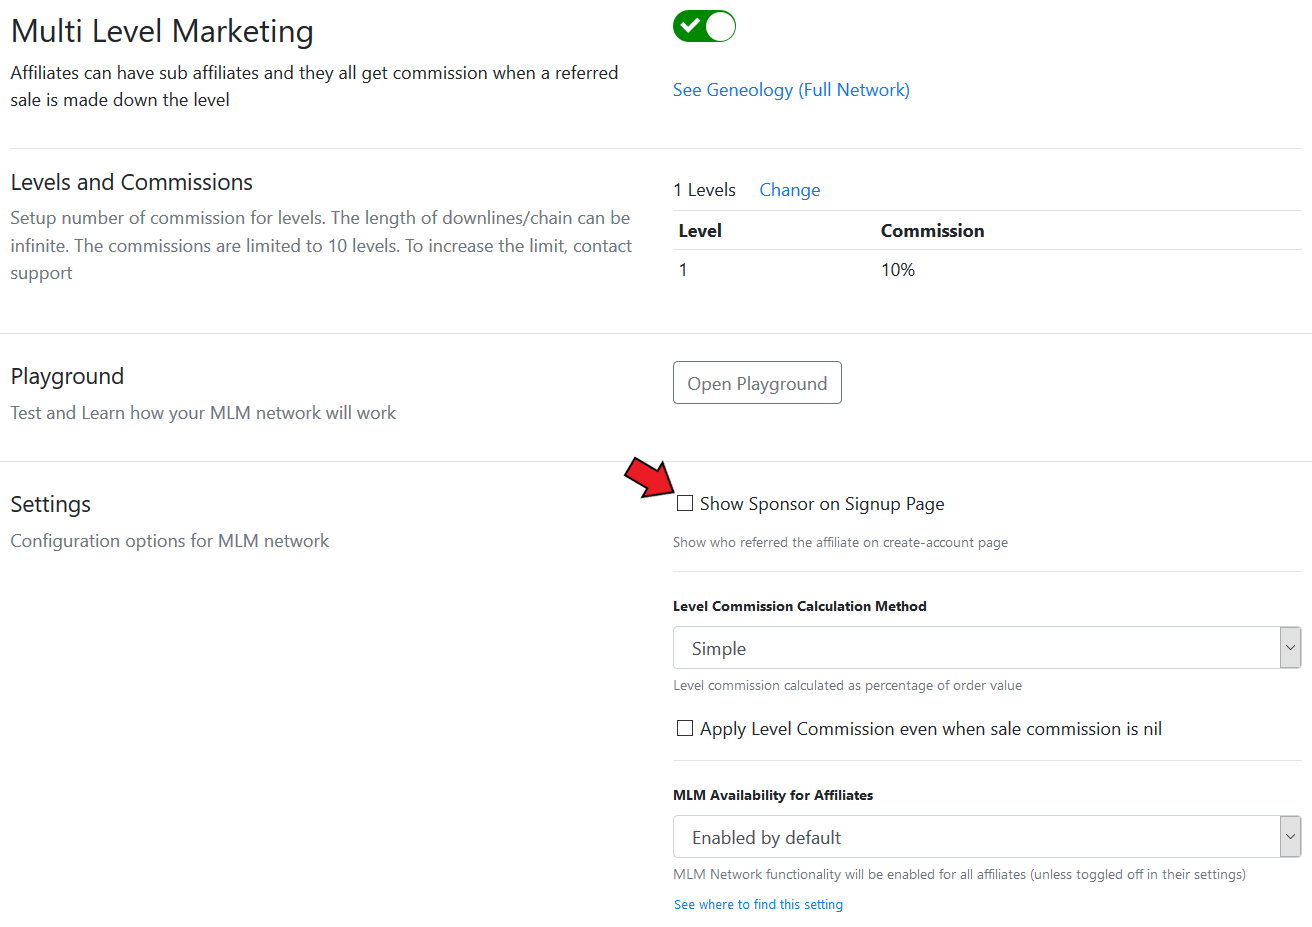 Multi Level Marketing
Affiliates can have sub affiliates and they all get commission when a referred
sale is made down the level
See Geneology (Full Network)
Levels and Commissions
Setup number of commission for levels. The length of downlines/chain can be
infinite. The commissions are limited to 10 levels. To increase the limit, contact
support
1 Levels Change
Level Commission
1 10%
Playground
Test and Learn how your MLM network will work
Open Playground
Settings
Configuration options for MLM network
Show Sponsor on Signup Page
Show who referred the affiliate on create-account page
Level Commission Calculation Method
Simple
Level commission calculated as percentage of order value
Apply Level Commission even when sale commission is nil
MLM Availability for Affiliates
Enabled by default
MLM Network functionality will be enabled for all affiliates (unless toggled off in their settings)
See where to find this setting